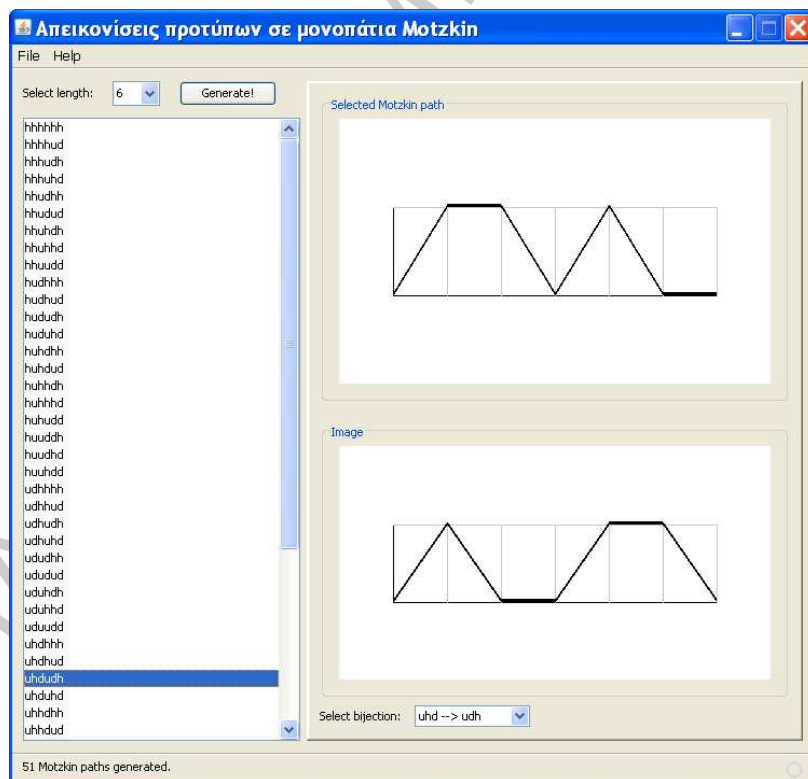 Απεικονίσεις προτύπων σε μονοπάτια Motzkin
File Help
Select length: 6 Generate!
hhhhhh
hhhhud
hhhudh
hhhuhd
hhudhh
hhudud
hhuhdh
hhuhhd
hhuudd
hudhhh
hudhud
hududh
huduhd
huhdhh
huhdud
huhhdh
huhhhd
huhudd
huuddh
huudhd
huuhdd
udhhhh
udhhud
udhudh
udhuhd
ududhh
ududud
uduhdh
uduhhd
uduudd
uhdhhh
uhdhud
uhdudh
uhduhd
uhhdhh
uhhdud
Selected Motzkin path
Image
Select bijection: uhd --> udh
51 Motzkin paths generated.